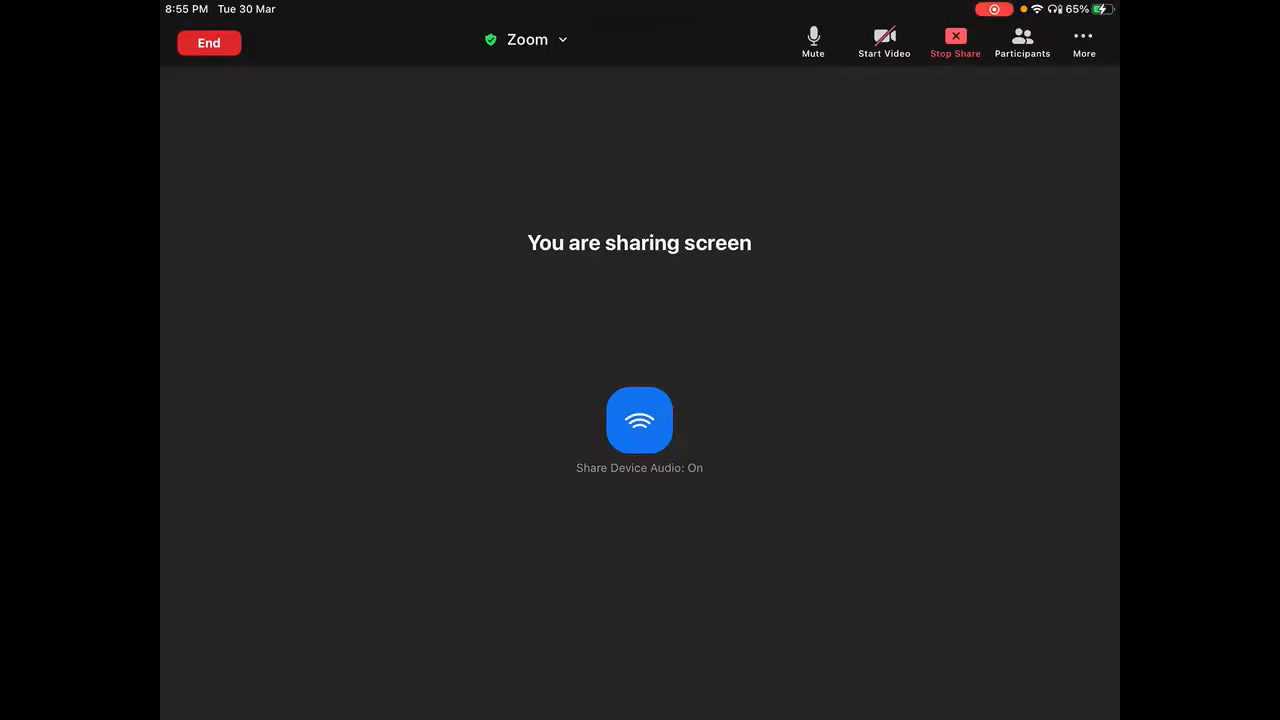 8:55 PM Tue 30 Mar
65%
End
Zoom
Mute
Start Video
Stop Share
Participants
More
You are sharing screen
Share Device Audio: On